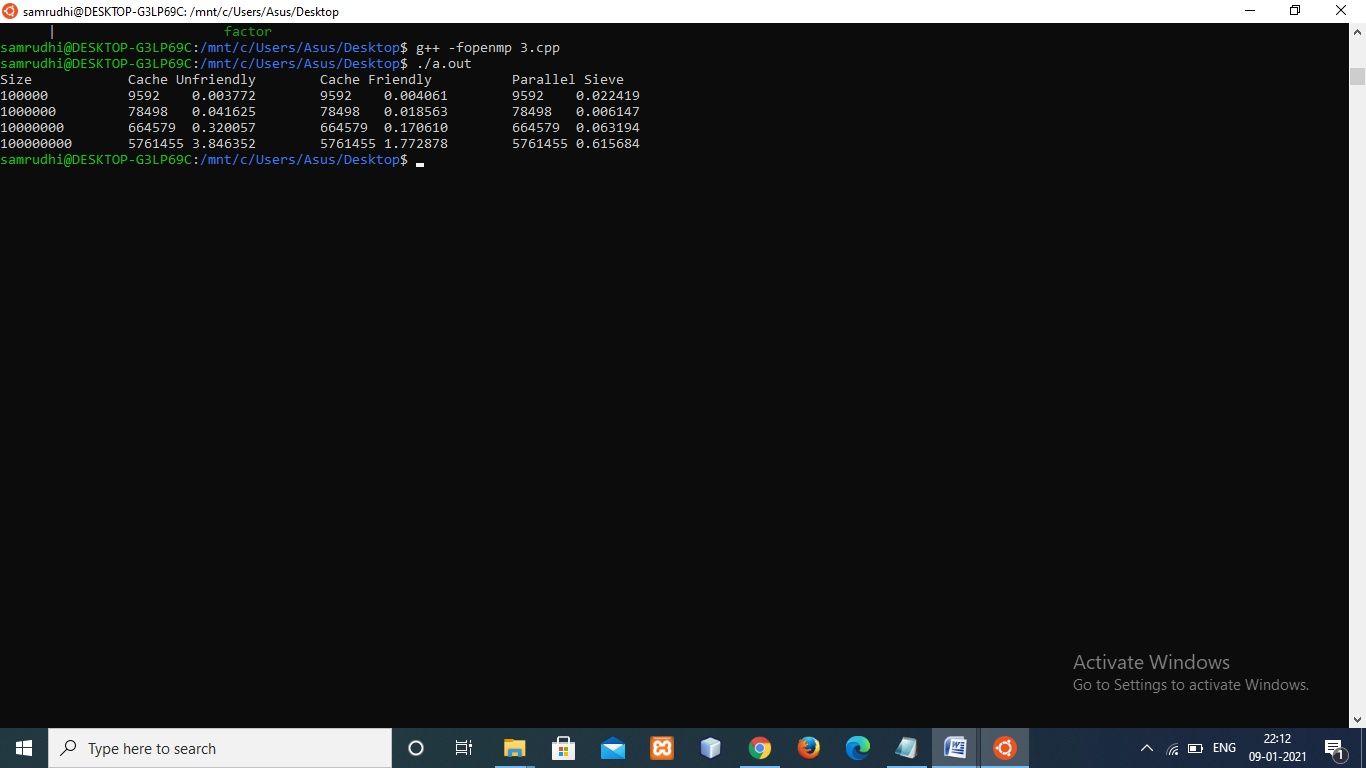 samrudhi@DESKTOP-G3LP69C: /mnt/c/Users/Asus/Desktop
| factor
samrudhi@DESKTOP-G3LP69C:/mnt/c/Users/Asus/Desktop$ g++ -fopenmp 3.cpp
samrudhi@DESKTOP-G3LP69C:/mnt/c/Users/Asus/Desktop$ ./a.out
Size Cache Unfriendly Cache Friendly Parallel Sieve
100000 9592 0.003772 9592 0.004061 9592 0.022419
1000000 78498 0.041625 78498 0.018563 78498 0.006147
10000000 664579 0.320057 664579 0.170610 664579 0.063194
100000000 5761455 3.846352 5761455 1.772878 5761455 0.615684
samrudhi@DESKTOP-G3LP69C:/mnt/c/Users/Asus/Desktop$
Activate Windows
Go to Settings to activate Windows.
Type here to search
ENG
22:12
09-01-2021
1